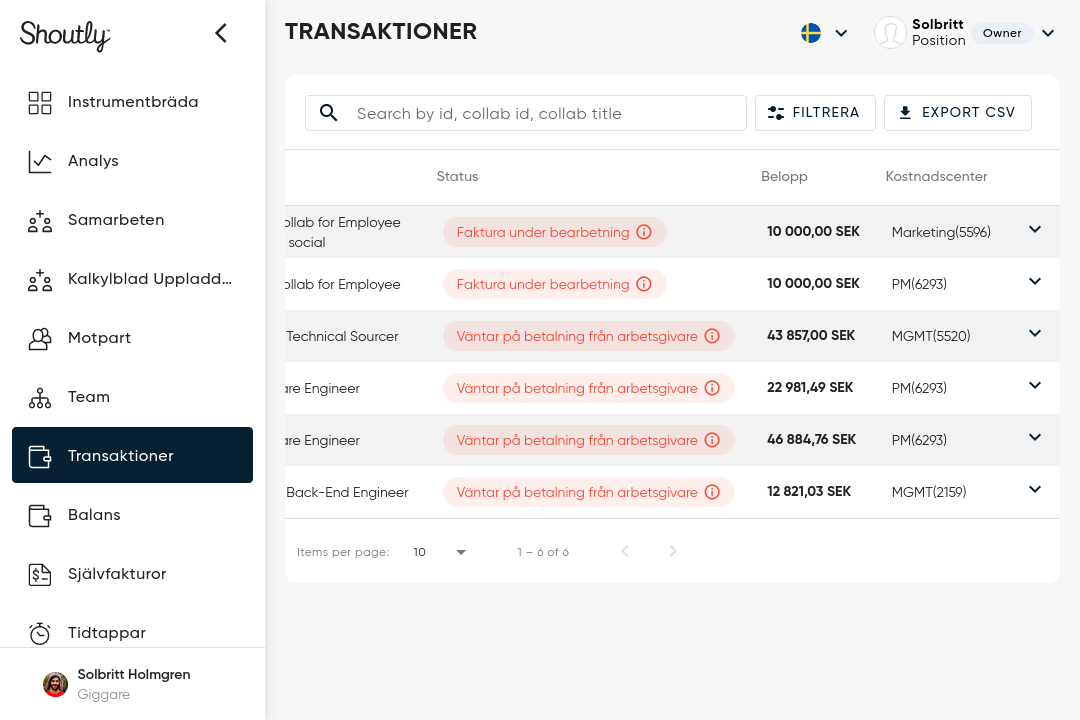 Shoutly
Instrumentbräda
Analys
Samarbeten
Kalkylblad Uppladd...
Motpart
Team
Transaktioner
Balans
Självfakturor
Tidtappar
Solbritt Holmgren
Giggare
TRANSAKTIONER
Solbritt
Position
Owner
Search by id, collab id, collab title
FILTRERA
EXPORT CSV
Status Belopp Kostnadscenter
ollab for Employee
social
Faktura under bearbetning 10 000,00 SEK Marketing(5596)
ollab for Employee Faktura under bearbetning 10 000,00 SEK PM(6293)
Technical Sourcer Väntar på betalning från arbetsgivare 43 857,00 SEK MGMT(5520)
are Engineer Väntar på betalning från arbetsgivare 22 981,49 SEK PM(6293)
are Engineer Väntar på betalning från arbetsgivare 46 884,76 SEK PM(6293)
Back-End Engineer Väntar på betalning från arbetsgivare 12 821,03 SEK MGMT(2159)
Items per page: 10 1 – 6 of 6